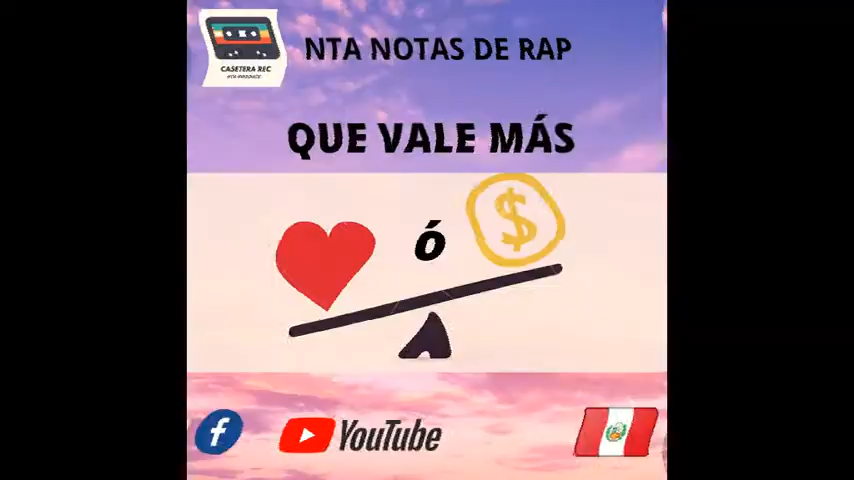 NTA NOTAS DE RAP
CASETERA REC
QUE VALE MÁS
ó
$
f
YouTube